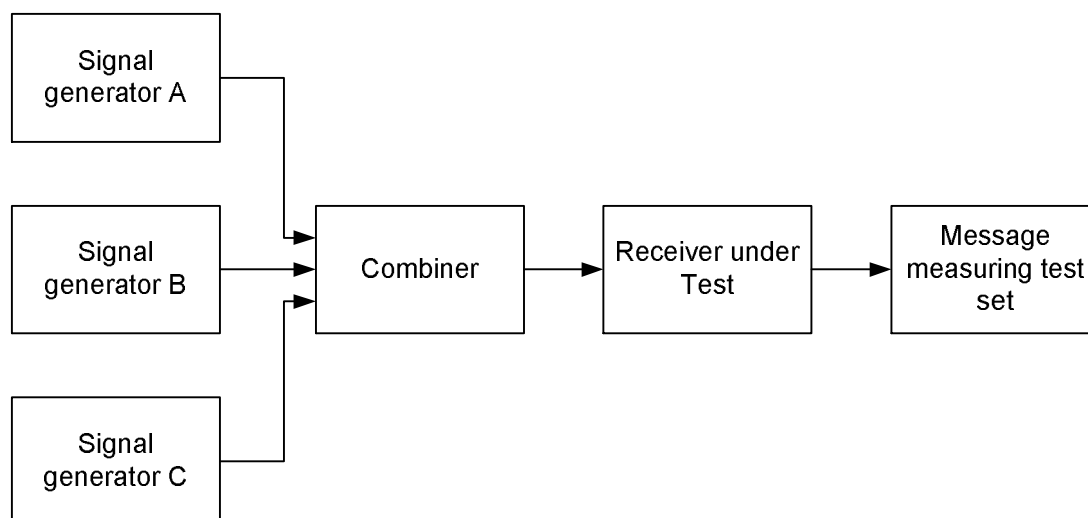 Signal
generator A
Signal
generator B
Signal
generator C
Combiner
Receiver under
Test
Message
measuring test
set